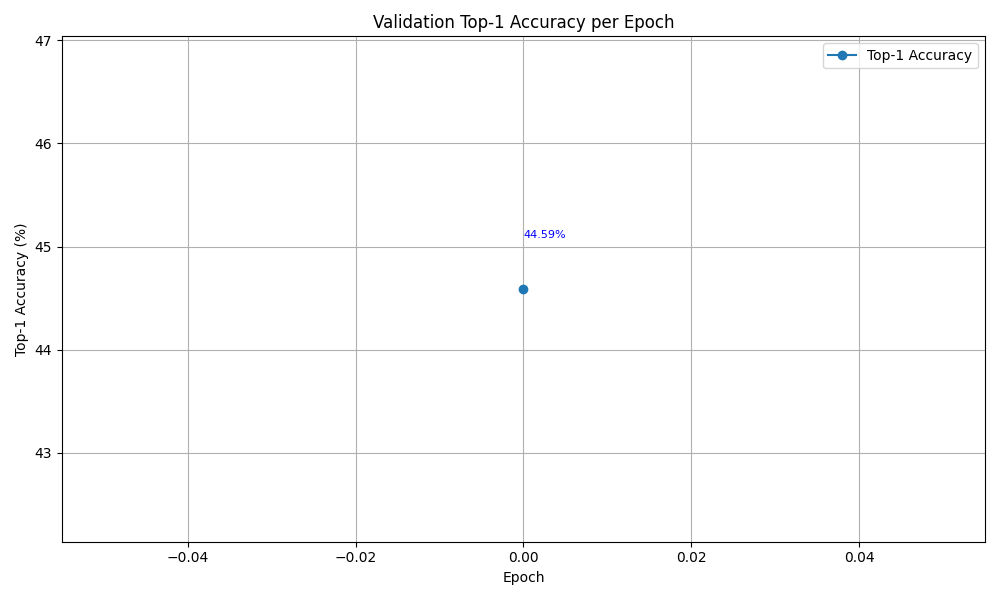 Validation Top-1 Accuracy per Epoch
Top-1 Accuracy
47
46
45
44
43
Top-1 Accuracy (%)
44.59%
−0.04
−0.02
0.00
0.02
0.04
Epoch